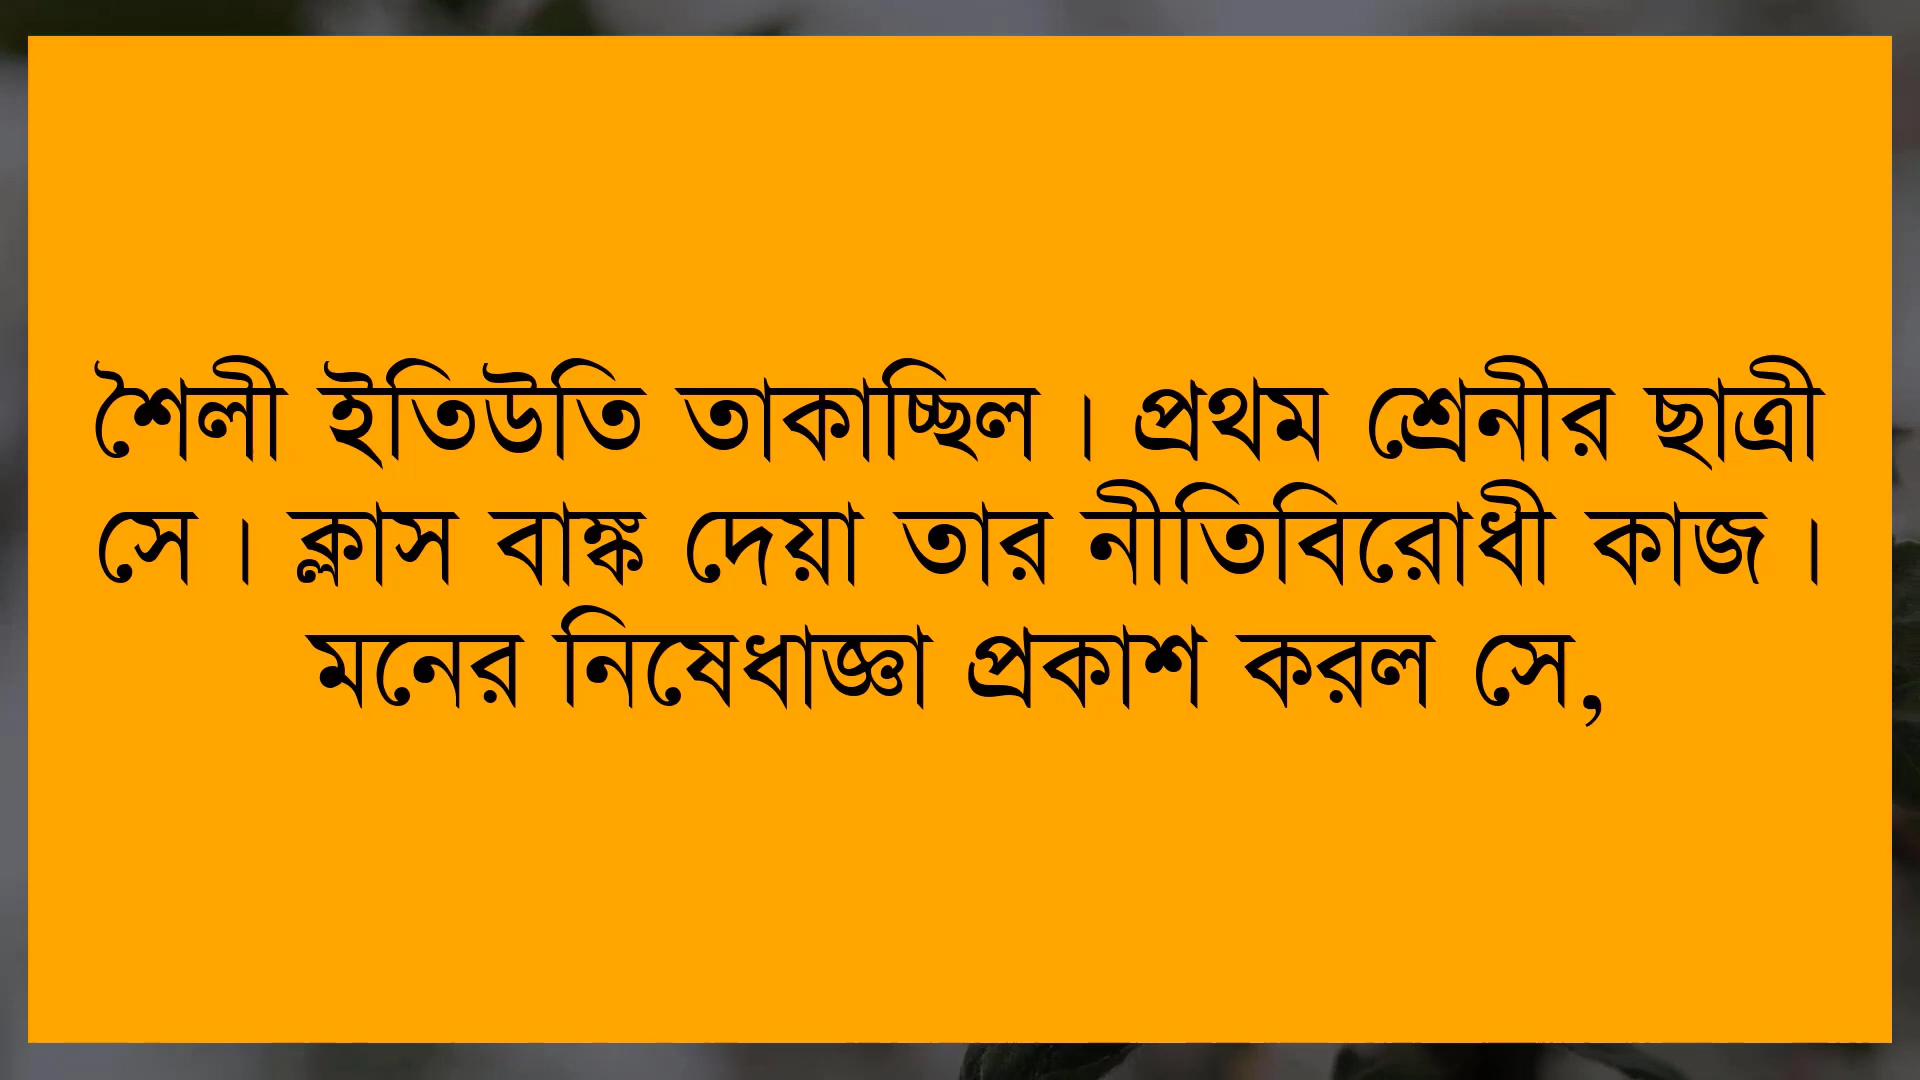 শৈলী ইতিউতি তাকাচ্ছিল। প্রথম শ্রেনীর ছাত্রী
সে। ক্লাস বাঙ্ক দেয়া তার নীতিবিরোধী কাজ।
মনের নিষেধাজ্ঞা প্রকাশ করল সে,